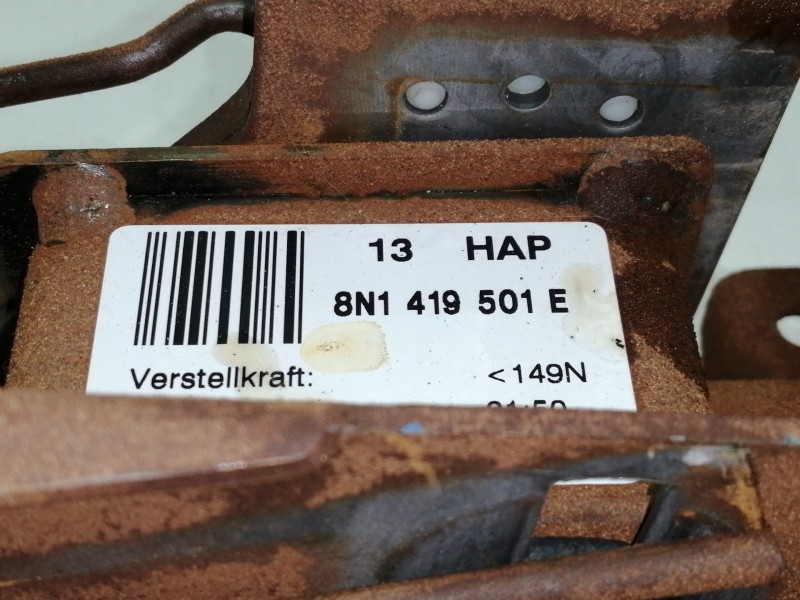 13 HAP
8N1 419 501 E
Verstellkraft: <149N